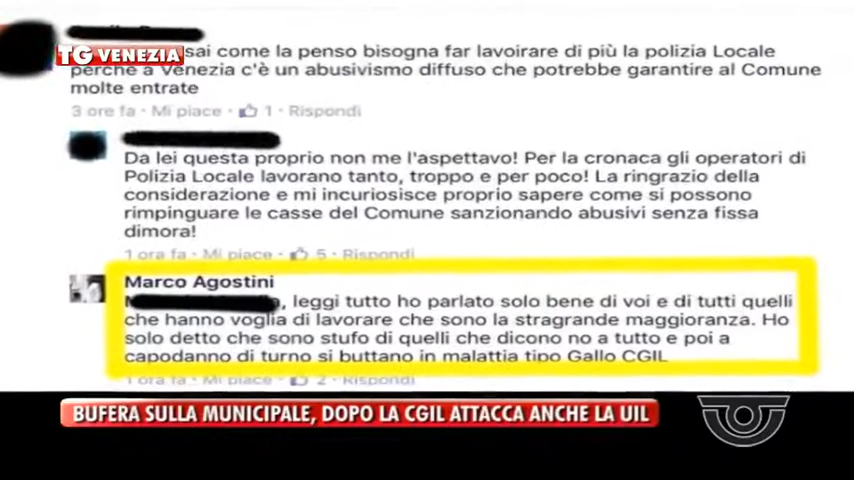 TG VENEZIA
sai come la penso bisogna far lavoirare di più la polizia Locale
perchè a Venezia c'è un abusivismo diffuso che potrebbe garantire al Comune
molte entrate
3 ore fa · Mi piace · 1 · Rispondi
Da lei questa proprio non me l'aspettavo! Per la cronaca gli operatori di
Polizia Locale lavorano tanto, troppo e per poco! La ringrazio della
considerazione e mi incuriosisce proprio sapere come si possono
rimpinguare le casse del Comune sanzionando abusivi senza fissa
dimora!
1 ora fa · Mi piace · 5 · Rispondi
Marco Agostini
, leggi tutto ho parlato solo bene di voi e di tutti quelli
che hanno voglia di lavorare che sono la stragrande maggioranza. Ho
solo detto che sono stufo di quelli che dicono no a tutto e poi a
capodanno di turno si buttano in malattia tipo Gallo CGIL
1 ora fa · Mi piace · 2 · Rispondi
BUFERA SULLA MUNICIPALE, DOPO LA CGIL ATTACCA ANCHE LA UIL